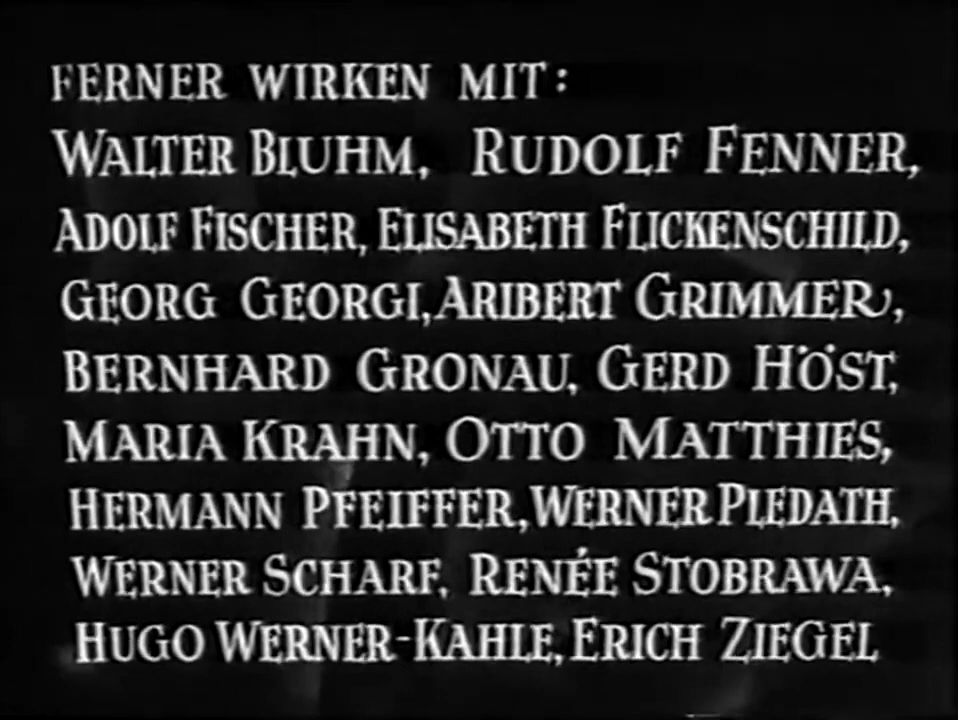 FERNER WIRKEN MIT:
WALTER BLUHM, RUDOLF FENNER,
ADOLF FISCHER, ELISABETH FLICKENSCHILD,
GEORG GEORGI, ARIBERT GRIMMER,
BERNHARD GRONAU, GERD HÖST,
MARIA KRAHN, OTTO MATTHIES,
HERMANN PFEIFFER, WERNER PLEDATH,
WERNER SCHARF, RENÉE STOBRAWA,
HUGO WERNER-KAHLE, ERICH ZIEGEL